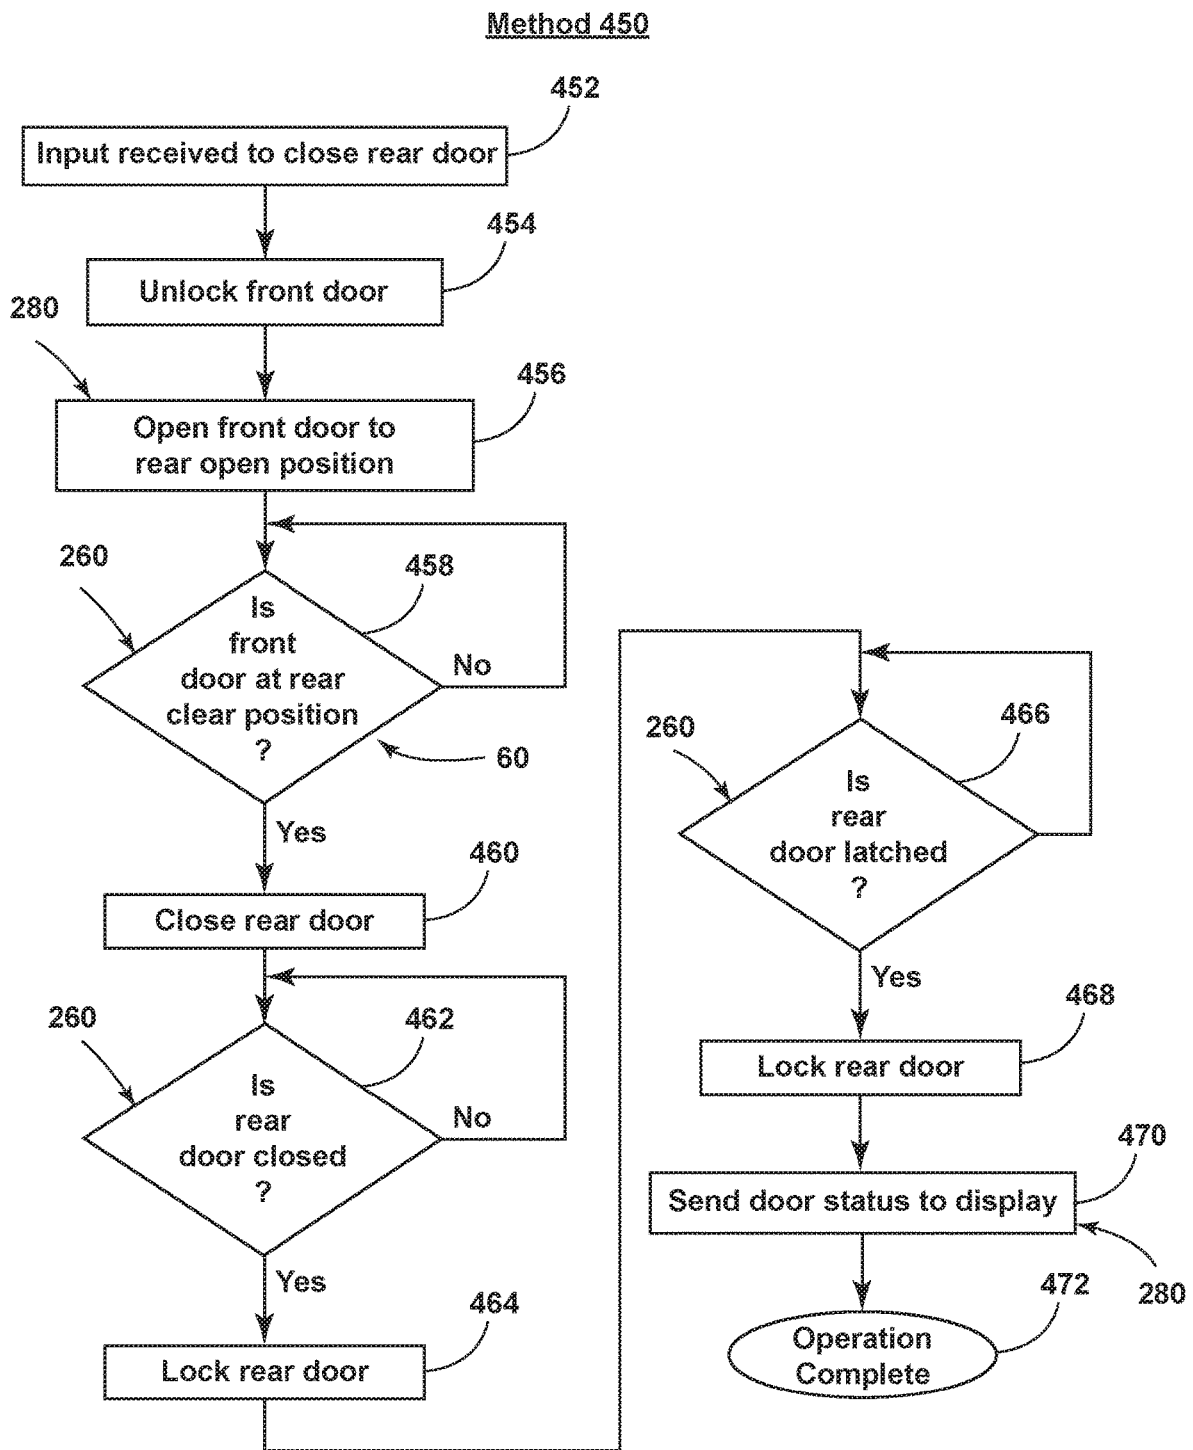 Method 450
452
Input received to close rear door
454
Unlock front door
280
456
Open front door to
rear open position
260
458
Is
front
door at rear
clear position
?
No
60
Yes
460
Close rear door
260
462
Is
rear
door closed
?
No
Yes
464
Lock rear door
260
466
Is
rear
door latched
?
Yes
468
Lock rear door
470
Send door status to display
280
472
Operation
Complete